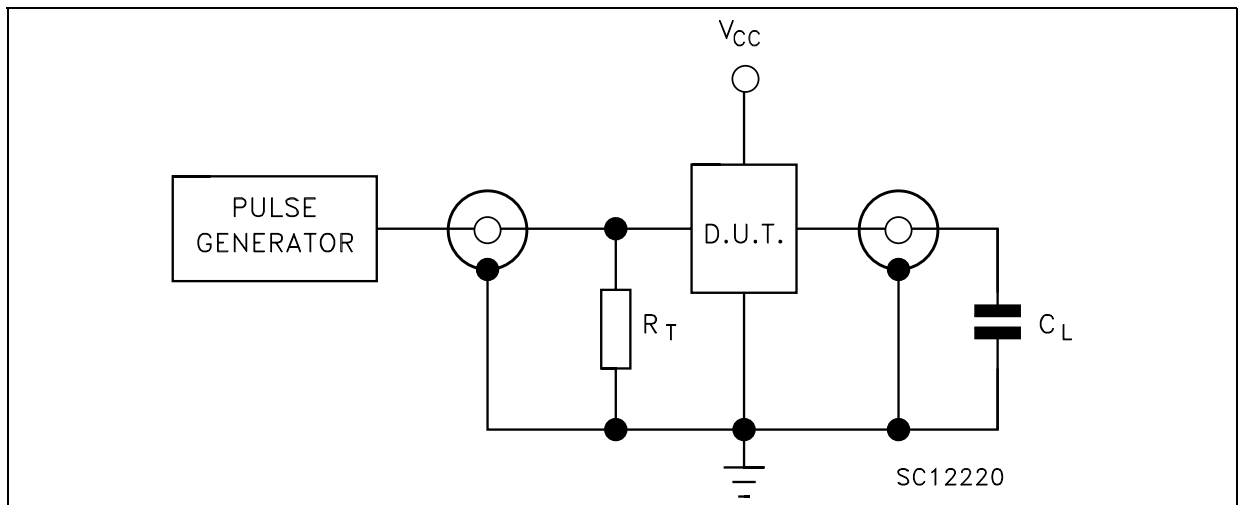 VCC
PULSE
GENERATOR
D.U.T.
RT
CL
SC12220